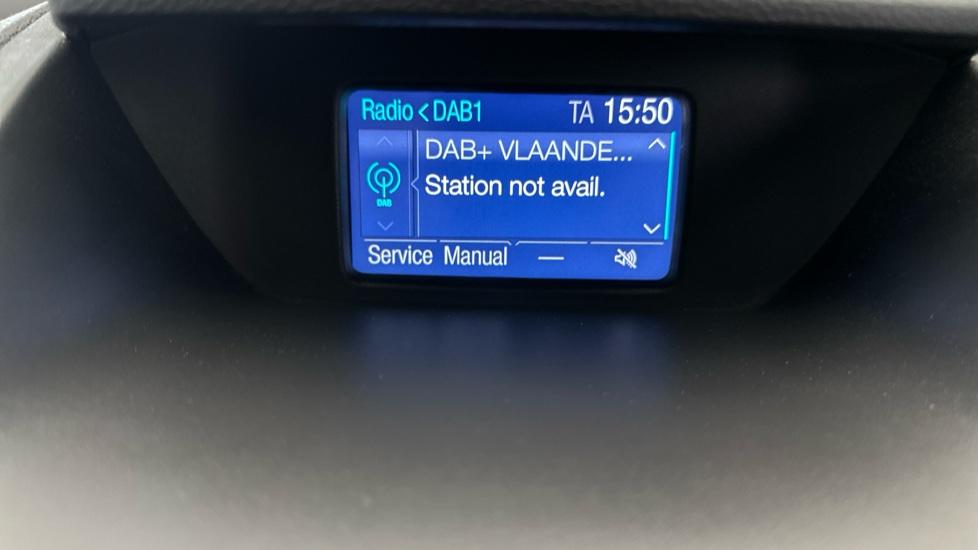 Radio < DAB1 TA 15:50
DAB+ VLAANDE...
DAB
Station not avail.
Service Manual —